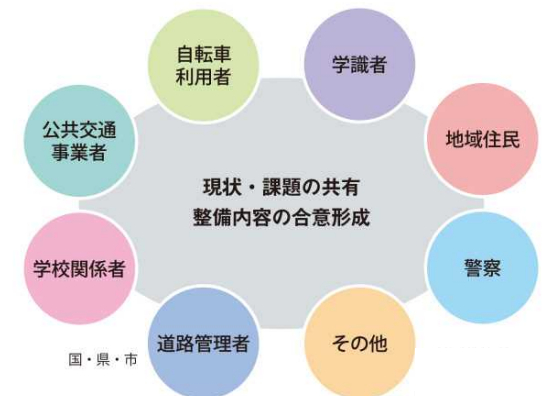 自転車
利用者
学識者
公共交通
事業者
地域住民
現状・課題の共有
整備内容の合意形成
学校関係者
警察
道路管理者
その他
国・県・市